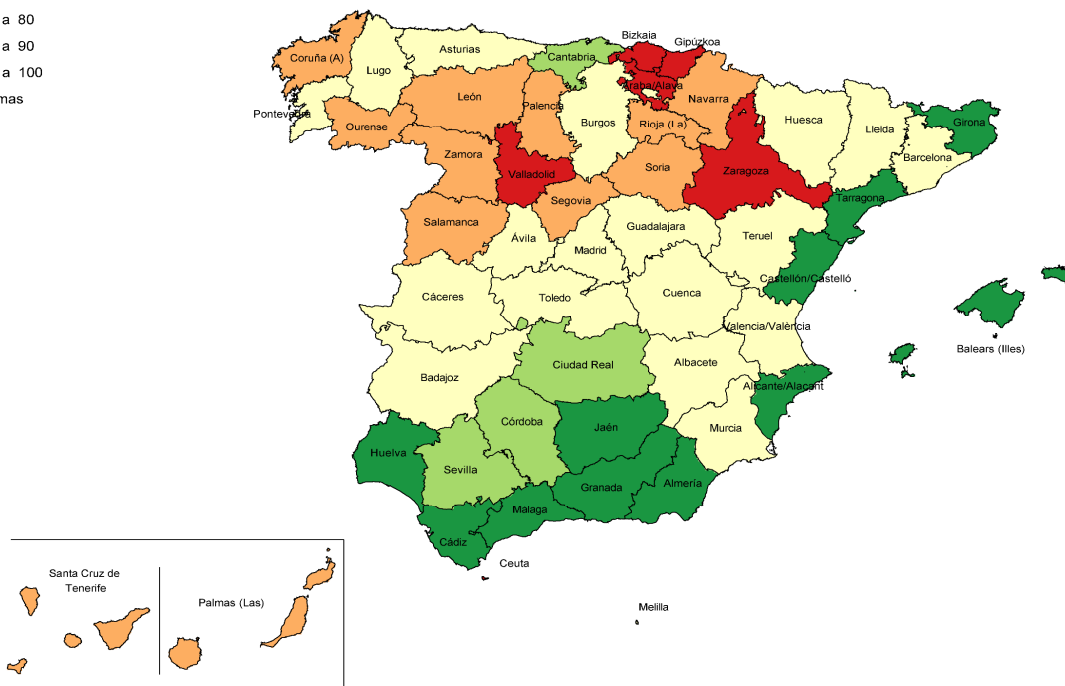 a 80
a 90
a 100
mas
Bizkaia
Gipúzkoa
Asturias
Cantabria
Coruña (A)
Lugo
Araba/Alava
León
Palencia
Navarra
Pontevedra
Burgos
Huesca
Lleida
Girona
Ourense
Rioja (La)
Zamora
Barcelona
Soria
Zaragoza
Valladolid
Segovia
Tarragona
Salamanca
Ávila
Guadalajara
Teruel
Madrid
Castellón/Castelló
Cáceres
Toledo
Cuenca
Valencia/València
Balears (Illes)
Ciudad Real
Albacete
Badajoz
Alicante/Alacant
Córdoba
Jaén
Murcia
Huelva
Sevilla
Granada
Almería
Málaga
Cádiz
Ceuta
Santa Cruz de
Tenerife
Palmas (Las)
Melilla